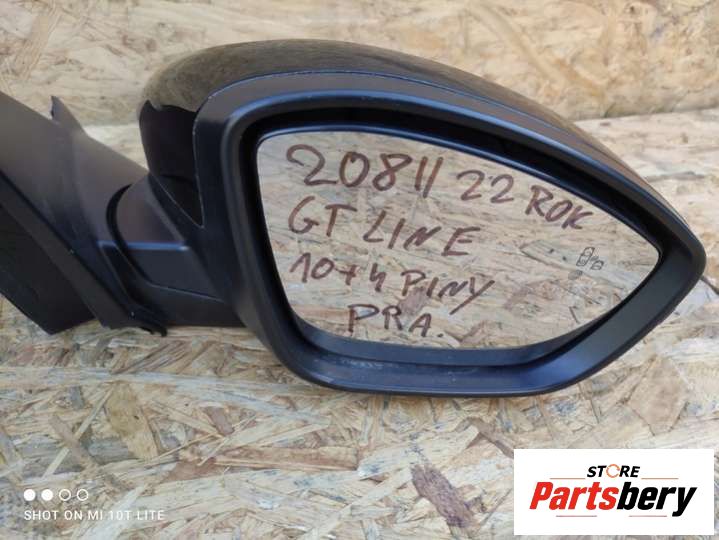 208 II 22 ROK
GT LINE
10+4 PINY
PRA.
SHOT ON MI 10T LITE
STORE
Partsbery